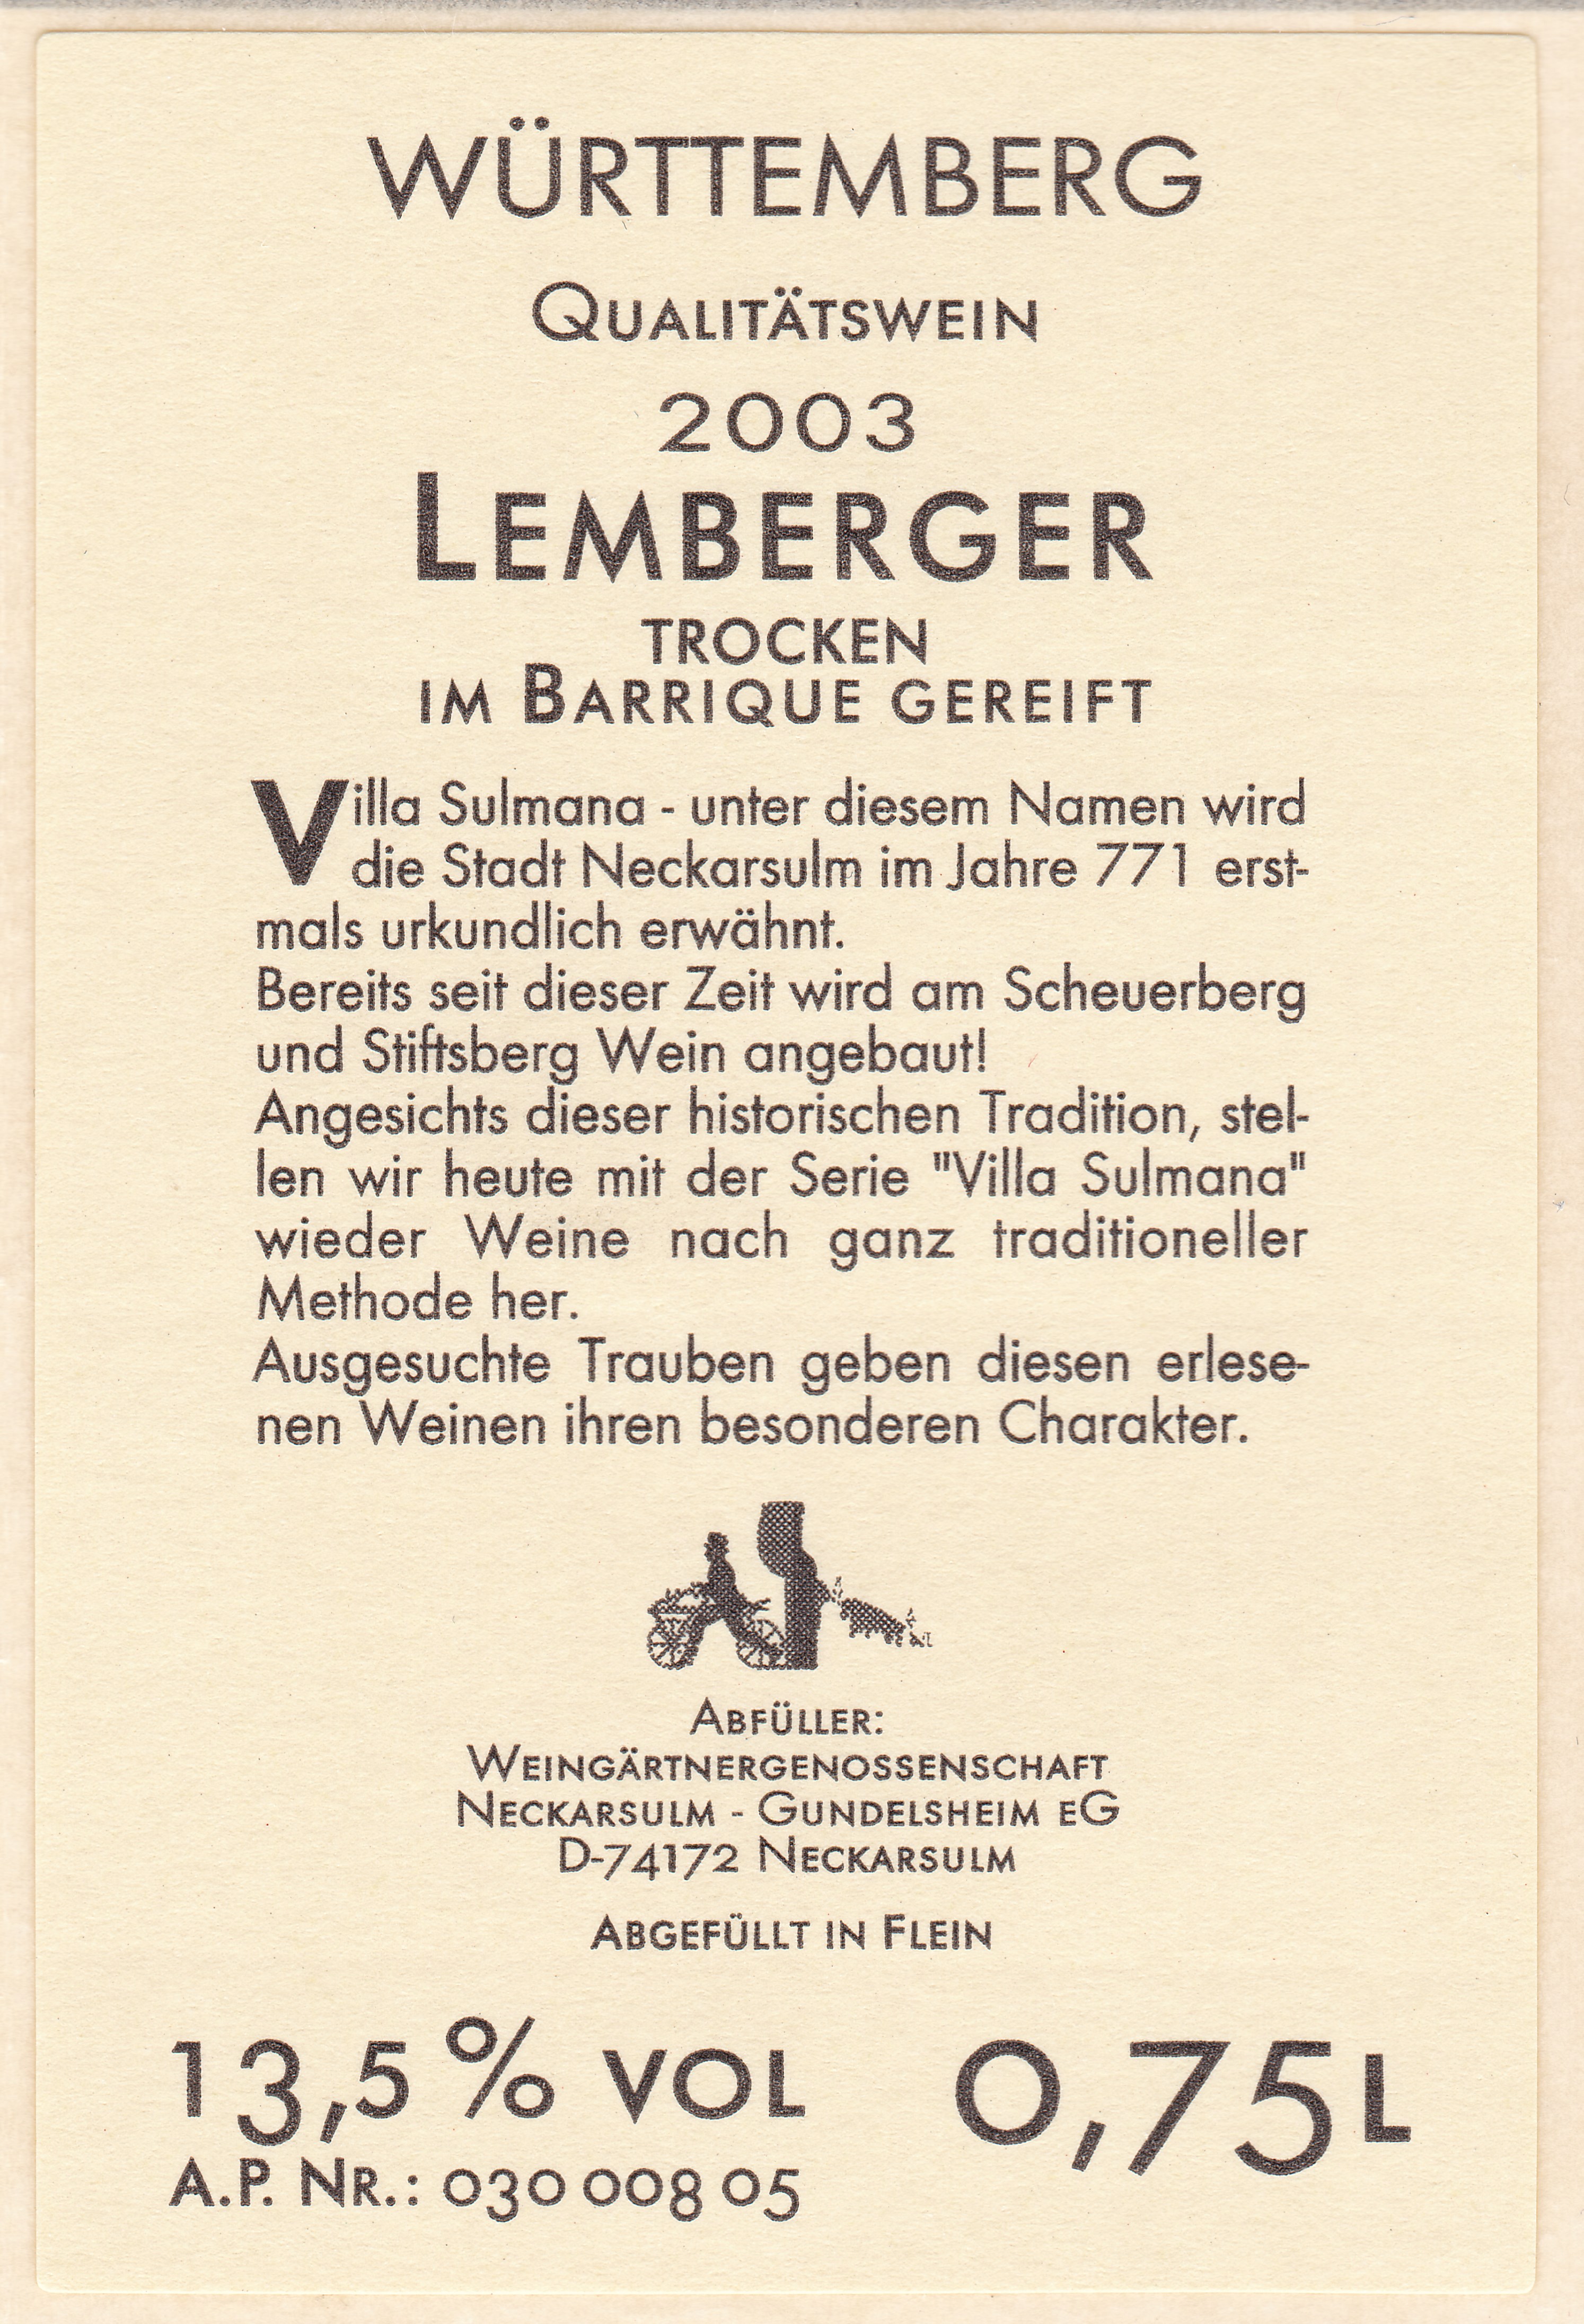 WÜRTTEMBERG
QUALITÄTSWEIN
2003
LEMBERGER
TROCKEN
IM BARRIQUE GEREIFT
Villa Sulmana - unter diesem Namen wird
die Stadt Neckarsulm im Jahre 771 erst-
mals urkundlich erwähnt.
Bereits seit dieser Zeit wird am Scheuerberg
und Stiftsberg Wein angebaut!
Angesichts dieser historischen Tradition, stel-
len wir heute mit der Serie "Villa Sulmana"
wieder Weine nach ganz traditioneller
Methode her.
Ausgesuchte Trauben geben diesen erlese-
nen Weinen ihren besonderen Charakter.
ABFÜLLER:
WEINGÄRTNERGENOSSENSCHAFT
NECKARSULM - GUNDELSHEIM EG
D-74172 NECKARSULM
ABGEFÜLLT IN FLEIN
13,5 % VOL 0,75 L
A.P. NR.: 030 008 05